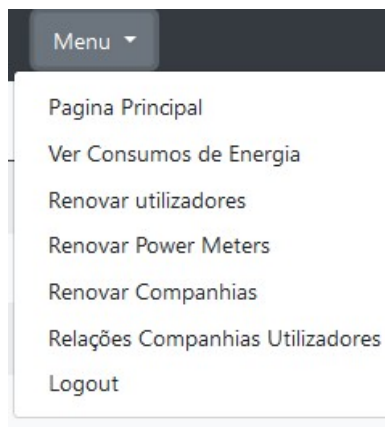 Menu
Pagina Principal
Ver Consumos de Energia
Renovar utilizadores
Renovar Power Meters
Renovar Companhias
Relações Companhias Utilizadores
Logout